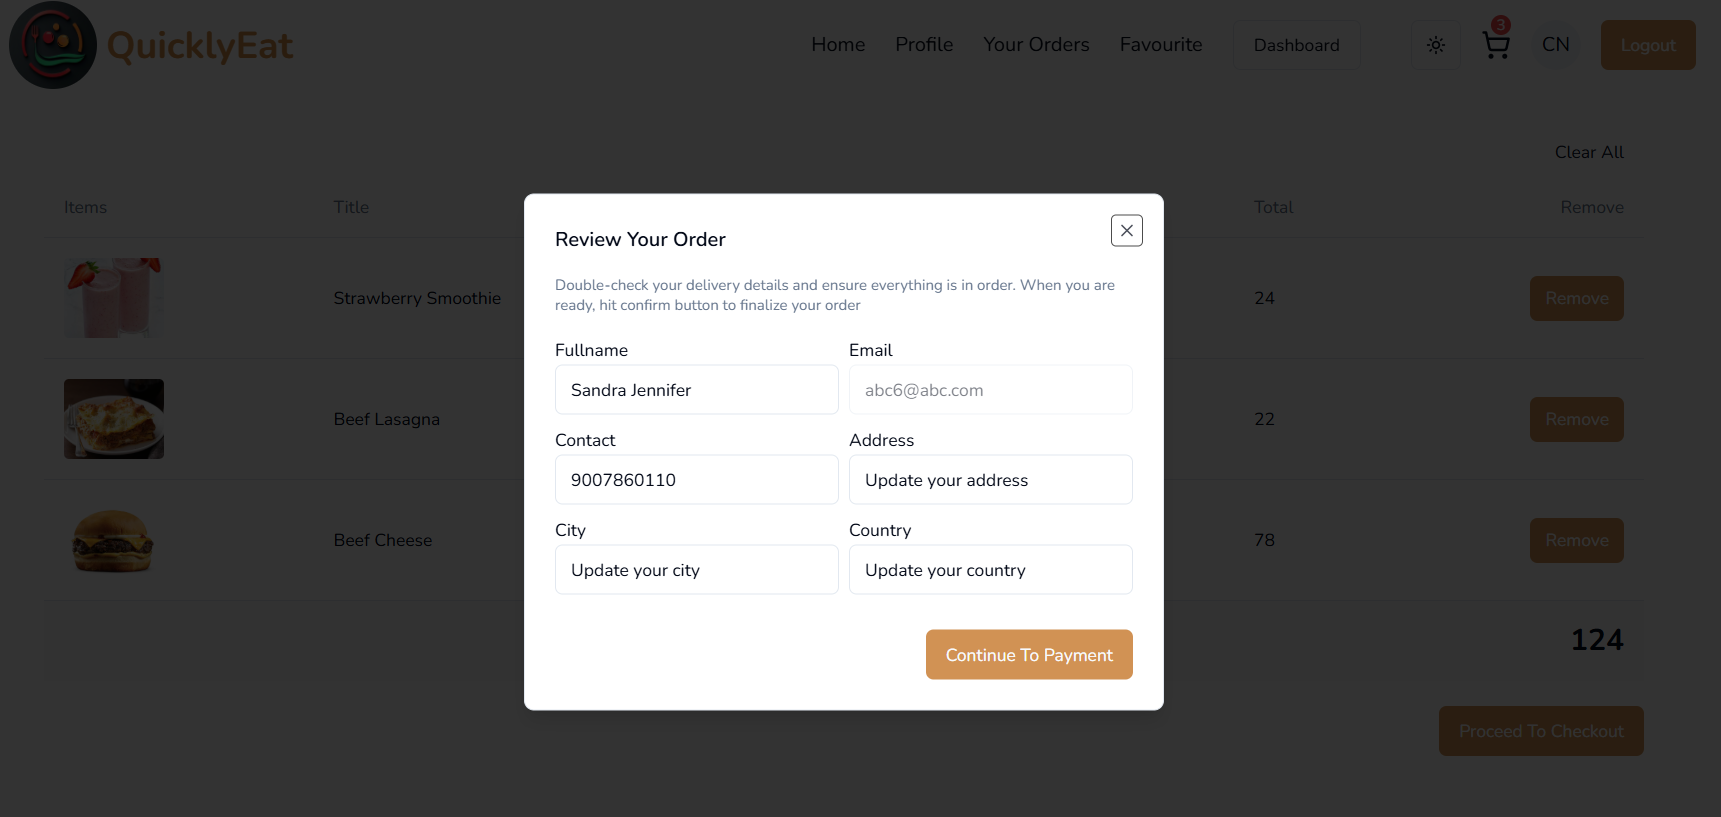 QuicklyEat
Home Profile Your Orders Favourite Dashboard 3 CN Logout
Clear All
Items Title Total Remove
Strawberry Smoothie 24 Remove
Beef Lasagna 22 Remove
Beef Cheese 78 Remove
124
Proceed To Checkout
Review Your Order
Double-check your delivery details and ensure everything is in order. When you are
ready, hit confirm button to finalize your order
Fullname Email
Sandra Jennifer abc6@abc.com
Contact Address
9007860110 Update your address
City Country
Update your city Update your country
Continue To Payment